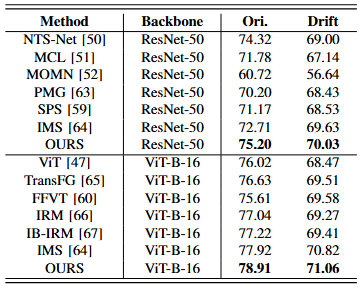 Method Backbone Ori. Drift
NTS-Net [50] ResNet-50 74.32 69.00
MCL [51] ResNet-50 71.78 67.14
MOMN [52] ResNet-50 60.72 56.64
PMG [63] ResNet-50 70.20 68.43
SPS [59] ResNet-50 71.17 68.53
IMS [64] ResNet-50 72.71 69.63
OURS ResNet-50 75.20 70.03
ViT [47] ViT-B-16 76.02 68.47
TransFG [65] ViT-B-16 76.63 69.51
FFVT [60] ViT-B-16 75.61 69.58
IRM [66] ViT-B-16 77.04 69.27
IB-IRM [67] ViT-B-16 77.22 69.41
IMS [64] ViT-B-16 77.92 70.82
OURS ViT-B-16 78.91 71.06